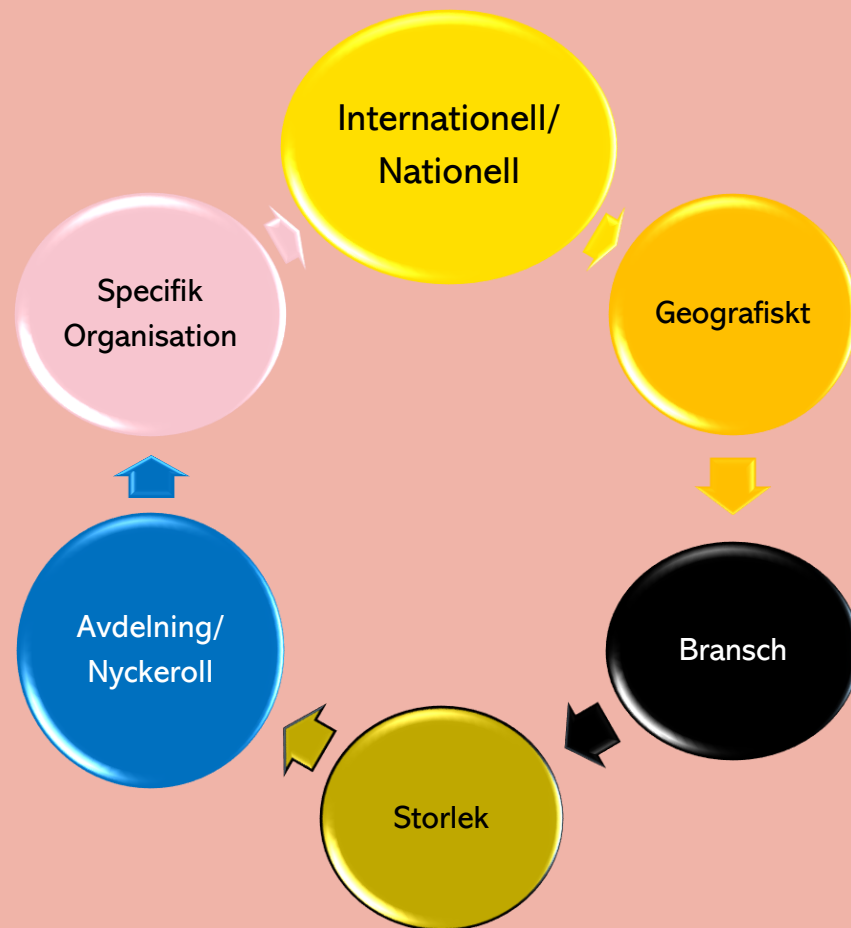 Internationell/
Nationell
Geografiskt
Bransch
Storlek
Avdelning/
Nyckeroll
Specifik
Organisation